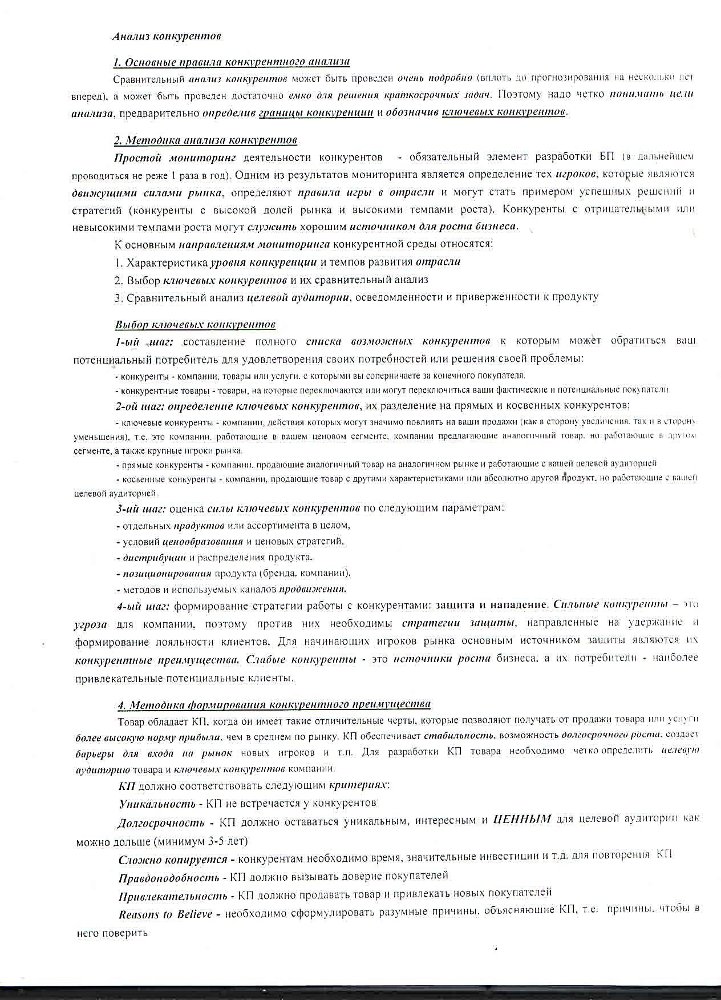 Анализ конкурентов
1. Основные правила конкурентного анализа
Сравнительный анализ конкурентов может быть проведен очень подробно (вплоть до прогнозирования на несколько лет
вперед), а может быть проведен достаточно емко для решения краткосрочных задач. Поэтому надо четко понимать цели
анализа, предварительно определив границы конкуренции и обозначив ключевых конкурентов.
2. Методика анализа конкурентов
Простой мониторинг деятельности конкурентов - обязательный элемент разработки БП (в дальнейшем
проводиться не реже 1 раза в год). Одним из результатов мониторинга является определение тех игроков, которые являются
движущими силами рынка, определяют правила игры в отрасли и могут стать примером успешных решений и
стратегий (конкуренты с высокой долей рынка и высокими темпами роста). Конкуренты с отрицательными или
невысокими темпами роста могут служить хорошим источником для роста бизнеса.
К основным направлениям мониторинга конкурентной среды относятся:
1. Характеристика уровня конкуренции и темпов развития отрасли
2. Выбор ключевых конкурентов и их сравнительный анализ
3. Сравнительный анализ целевой аудитории, осведомленности и приверженности к продукту
Выбор ключевых конкурентов
1-ый шаг: составление полного списка возможных конкурентов к которым может обратиться ваш
потенциальный потребитель для удовлетворения своих потребностей или решения своей проблемы:
- конкуренты - компании, товары или услуги, с которыми вы соперничаете за конечного покупателя.
- конкурентные товары - товары, на которые переключаются или могут переключиться ваши фактические и потенциальные покупатели
2-ой шаг: определение ключевых конкурентов, их разделение на прямых и косвенных конкурентов:
- ключевые конкуренты - компании, действия которых могут значимо повлиять на ваши продажи (как в сторону увеличения, так и в сторону
уменьшения), т.е. это компании, работающие в вашем ценовом сегменте, компании предлагающие аналогичный товар, но работающие в другом
сегменте, а также крупные игроки рынка.
- прямые конкуренты - компании, продающие аналогичный товар на аналогичном рынке и работающие с вашей целевой аудиторией
- косвенные конкуренты - компании, продающие товар с другими характеристиками или абсолютно другой продукт, но работающие с вашей
целевой аудиторией.
3-ий шаг: оценка силы ключевых конкурентов по следующим параметрам:
- отдельных продуктов или ассортимента в целом,
- условий ценообразования и ценовых стратегий,
- дистрибуции и распределения продукта,
- позиционирования продукта (бренда, компании),
- методов и используемых каналов продвижения.
4-ый шаг: формирование стратегии работы с конкурентами: защита и нападение. Сильные конкуренты – это
угроза для компании, поэтому против них необходимы стратегии защиты, направленные на удержание и
формирование лояльности клиентов. Для начинающих игроков рынка основным источником защиты являются их
конкурентные преимущества. Слабые конкуренты - это источники роста бизнеса, а их потребители - наиболее
привлекательные потенциальные клиенты.
4. Методика формирования конкурентного преимущества
Товар обладает КП, когда он имеет такие отличительные черты, которые позволяют получать от продажи товара или услуги
более высокую норму прибыли, чем в среднем по рынку. КП обеспечивает стабильность, возможность долгосрочного роста, создает
барьеры для входа на рынок новых игроков и т.п. Для разработки КП товара необходимо четко определить целевую
аудиторию товара и ключевых конкурентов компании.
КП должно соответствовать следующим критериях:
Уникальность - КП не встречается у конкурентов
Долгосрочность - КП должно оставаться уникальным, интересным и ЦЕННЫМ для целевой аудитории как
можно дольше (минимум 3-5 лет)
Сложно копируется - конкурентам необходимо время, значительные инвестиции и т.д. для повторения КП
Правдоподобность - КП должно вызывать доверие покупателей
Привлекательность - КП должно продавать товар и привлекать новых покупателей
Reasons to Believe - необходимо сформулировать разумные причины, объясняющие КП, т.е. причины, чтобы в
него поверить